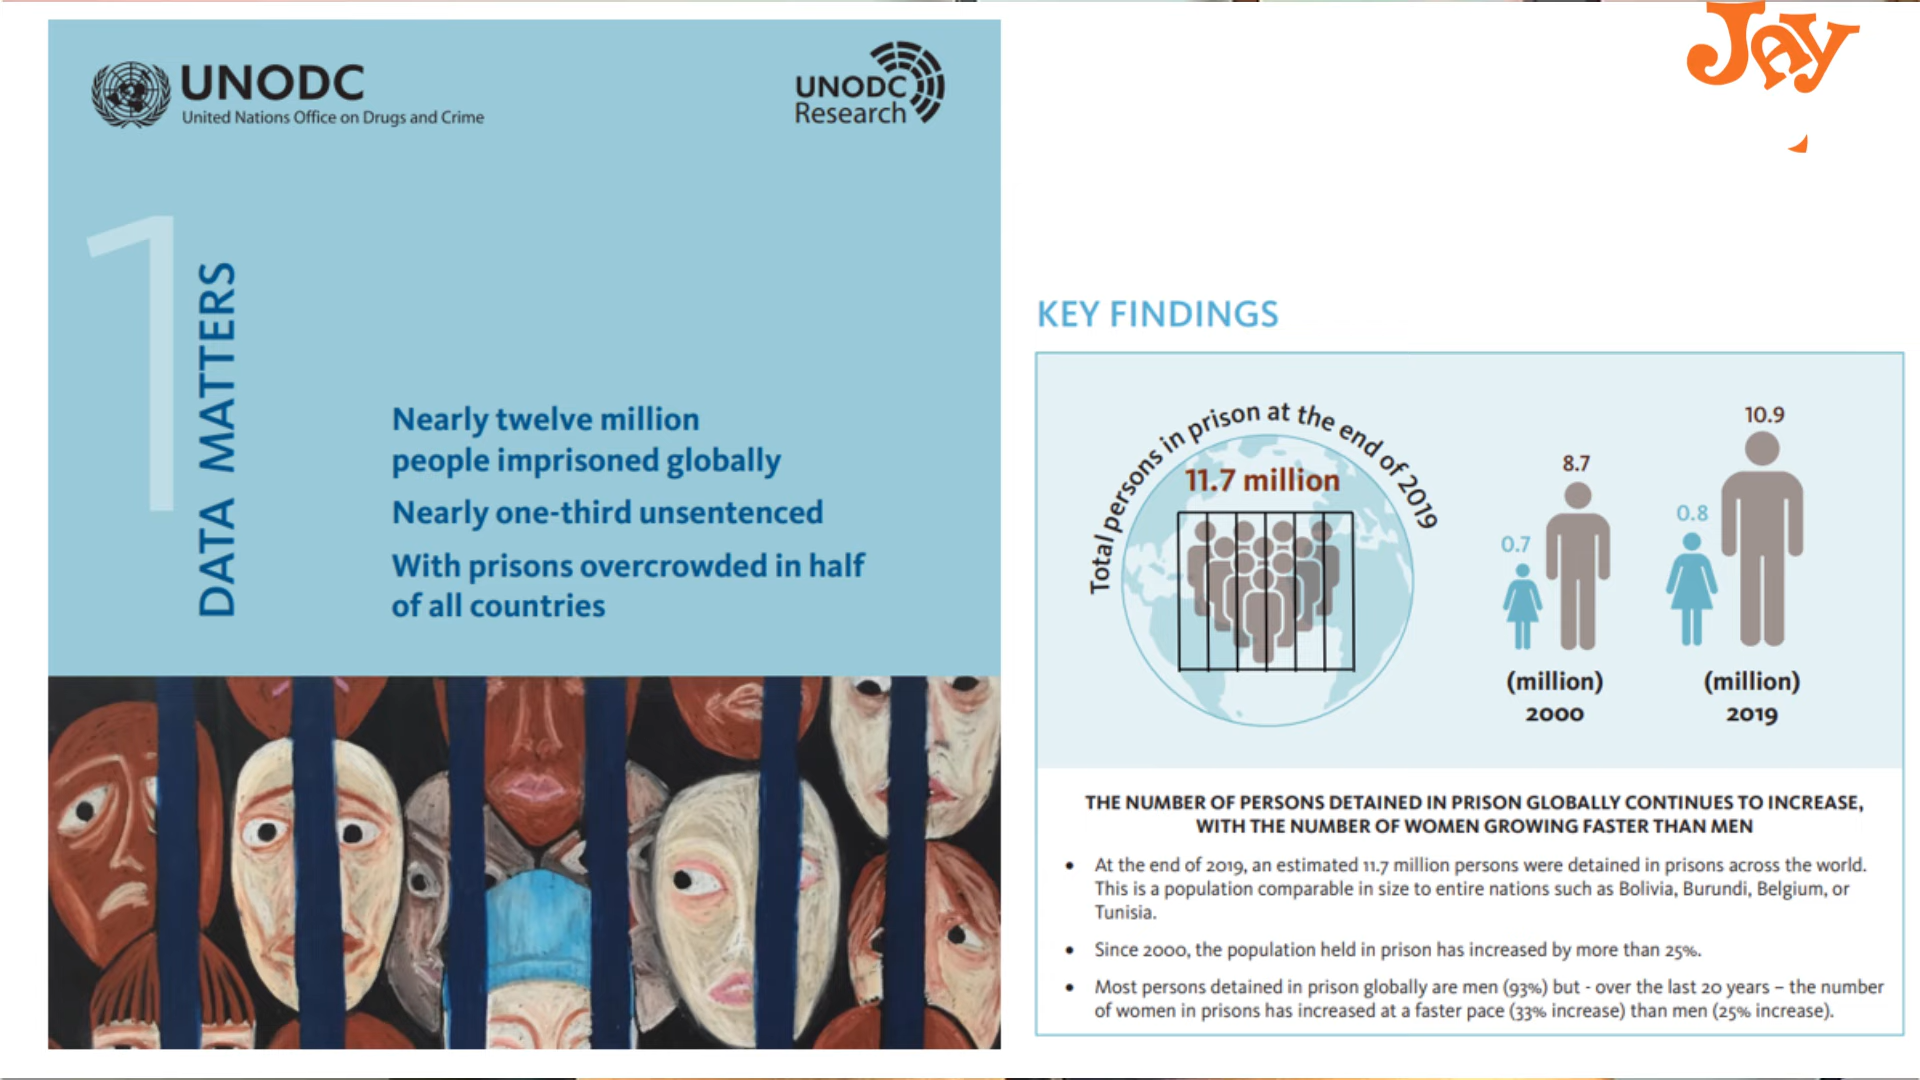 UNODC
United Nations Office on Drugs and Crime
UNODC
Research
1
DATA MATTERS
Nearly twelve million
people imprisoned globally
Nearly one-third unsentenced
With prisons overcrowded in half
of all countries
Jay
KEY FINDINGS
Total persons in prison at the end of 2019
11.7 million
0.7
8.7
(million)
2000
0.8
10.9
(million)
2019
THE NUMBER OF PERSONS DETAINED IN PRISON GLOBALLY CONTINUES TO INCREASE,
WITH THE NUMBER OF WOMEN GROWING FASTER THAN MEN
• At the end of 2019, an estimated 11.7 million persons were detained in prisons across the world.
This is a population comparable in size to entire nations such as Bolivia, Burundi, Belgium, or
Tunisia.
• Since 2000, the population held in prison has increased by more than 25%.
• Most persons detained in prison globally are men (93%) but - over the last 20 years – the number
of women in prisons has increased at a faster pace (33% increase) than men (25% increase).